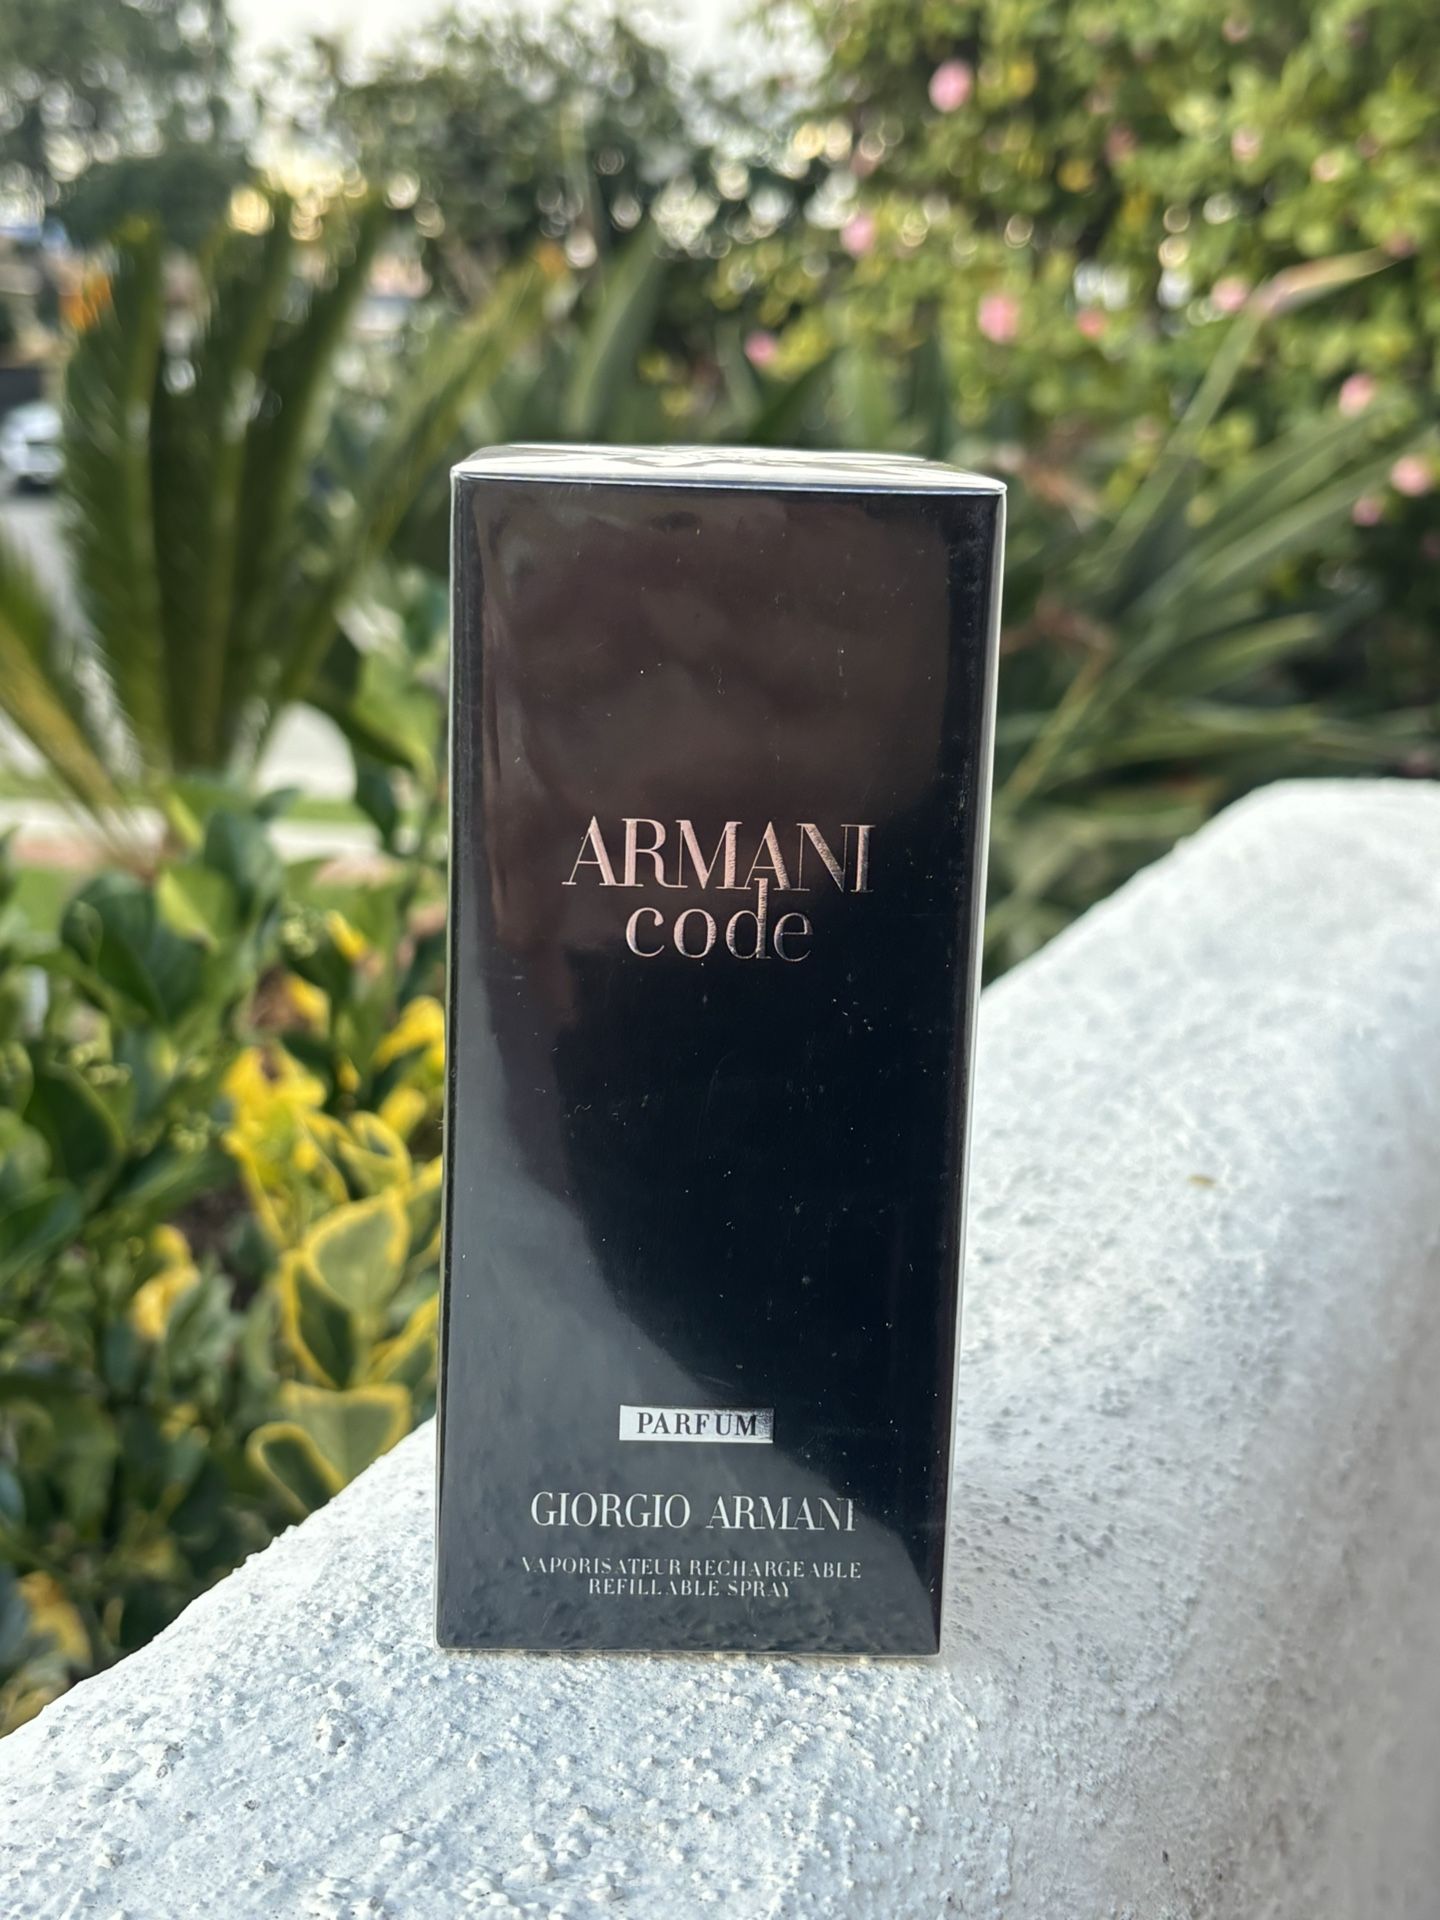 ARMANI
code
PARFUM
GIORGIO ARMANI
VAPORISATEUR RECHARGEABLE
REFILLABLE SPRAY